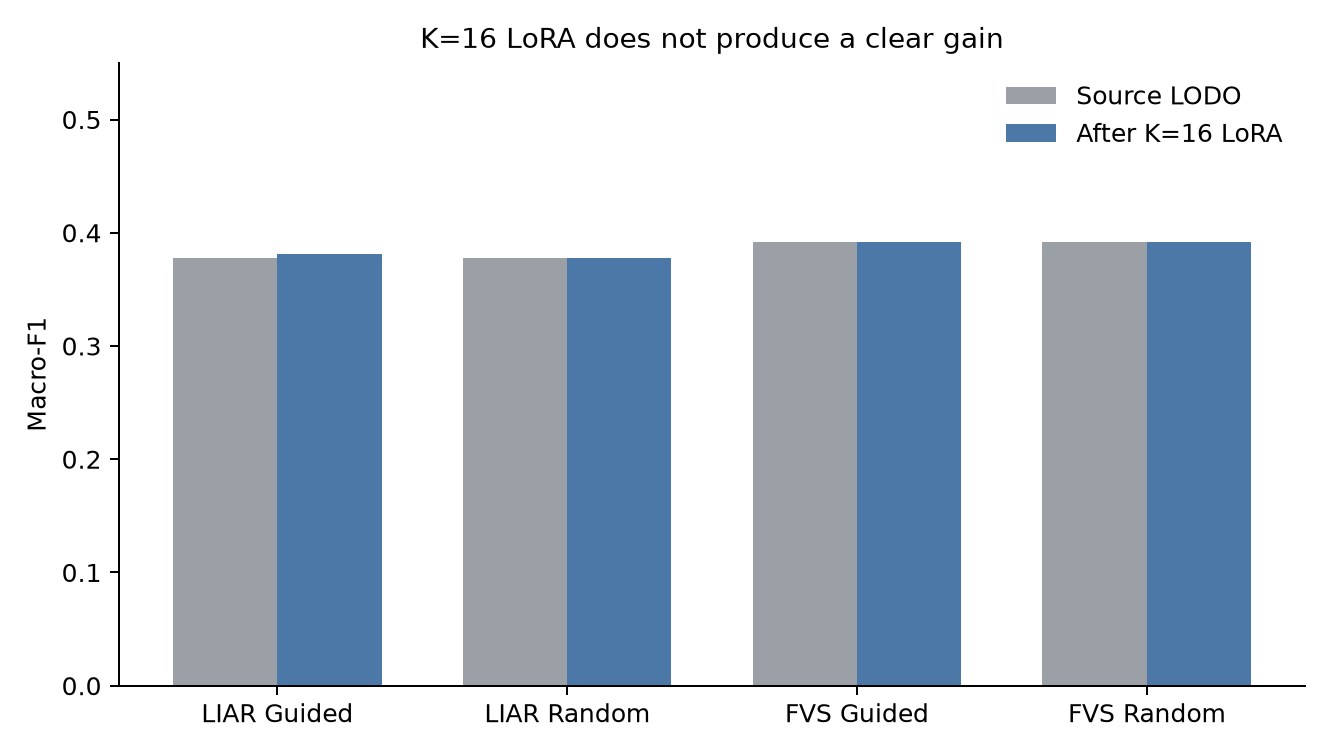 K=16 LoRA does not produce a clear gain
Source LODO
After K=16 LoRA
Macro-F1
0.5
0.4
0.3
0.2
0.1
0.0
LIAR Guided
LIAR Random
FVS Guided
FVS Random